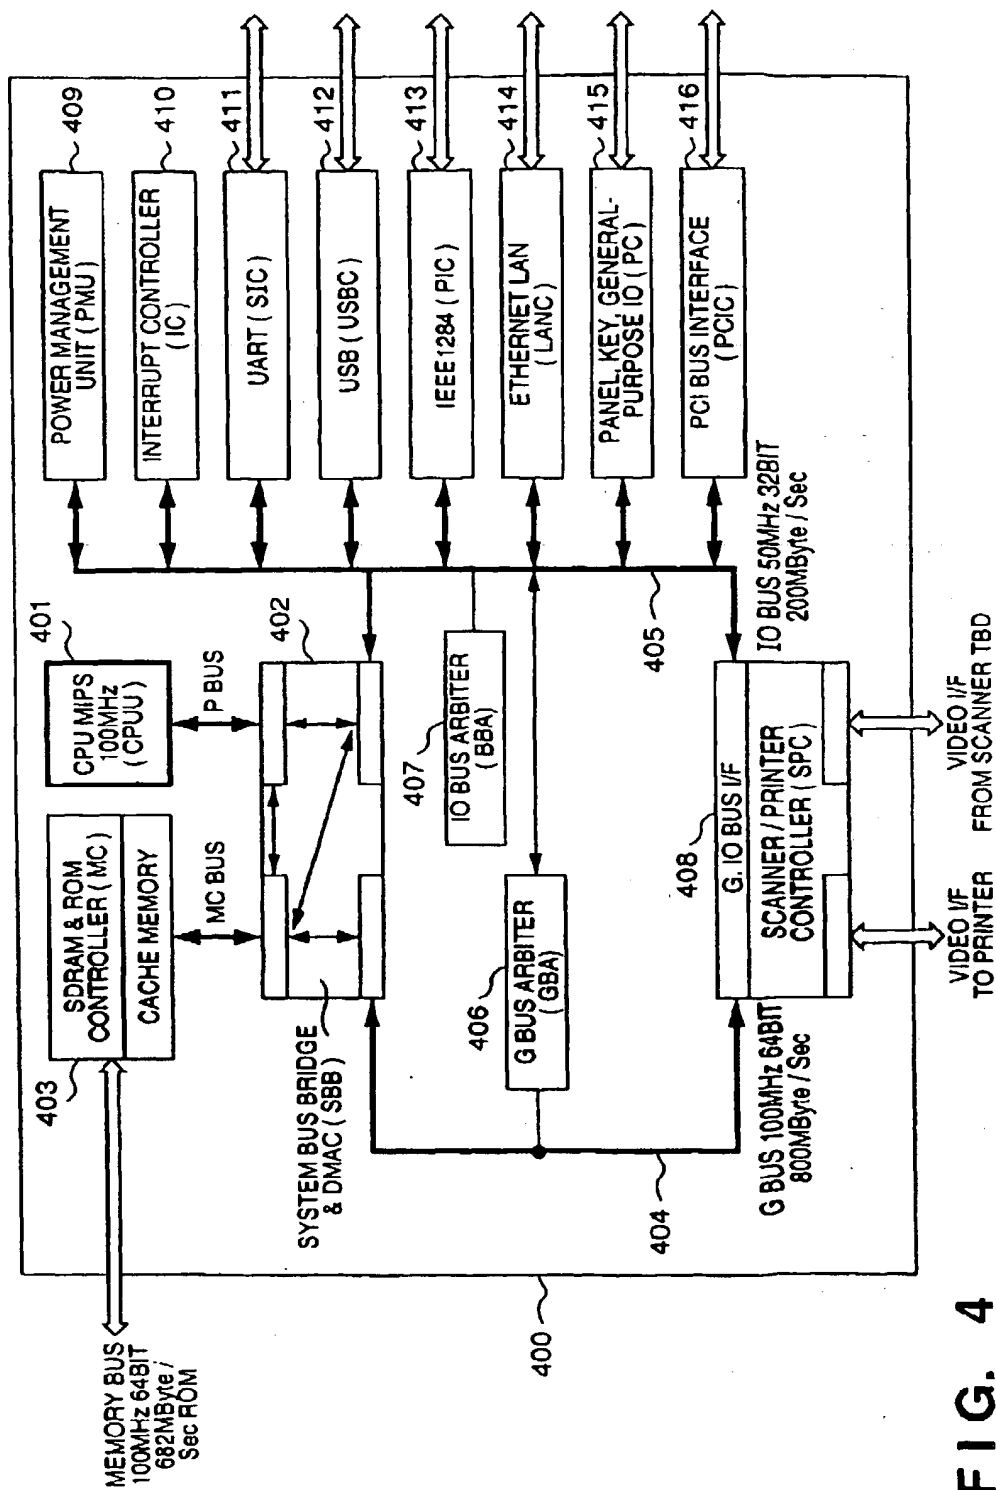 MEMORY BUS
100MHz 64BIT
682MByte /
Sec ROM
400
403
SDRAM & ROM
CONTROLLER (MC)
CACHE MEMORY
MC BUS
401
CPU MIPS
100MHz
(CPUU)
P BUS
402
SYSTEM BUS BRIDGE
& DMAC (SBB)
POWER MANAGEMENT
UNIT (PMU)
409
INTERRUPT CONTROLLER
(IC)
410
UART (SIC)
411
USB (USBC)
412
IEEE1284 (PIC)
413
ETHERNET LAN
(LANC)
414
PANEL, KEY, GENERAL-
PURPOSE IO (PC)
415
PCI BUS INTERFACE
(PCIC)
416
407
IO BUS ARBITER
(BBA)
406
G BUS ARBITER
(GBA)
404
405
G BUS 100MHz 64BIT
800MByte / Sec
IO BUS 50MHz 32BIT
200MByte / Sec
408
G. IO BUS I/F
SCANNER / PRINTER
CONTROLLER (SPC)
VIDEO I/F
TO PRINTER
VIDEO I/F
FROM SCANNER TBD
FIG. 4